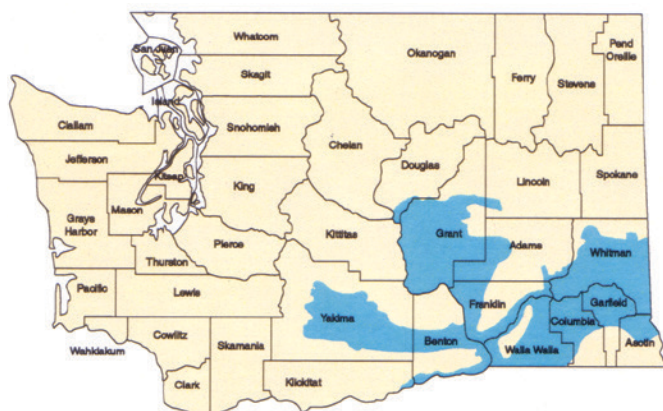 Whatcom
San Juan
Skagit
Island
Okanogan
Ferry
Stevens
Pend
Oreille
Clallam
Snohomish
Chelan
Jefferson
Kitsap
Douglas
King
Lincoln
Spokane
Mason
Grays
Harbor
Grant
Kittitas
Adams
Whitman
Pierce
Thurston
Pacific
Lewis
Yakima
Franklin
Garfield
Columbia
Cowlitz
Skamania
Benton
Walla Walla
Asotin
Wahkiakum
Clark
Klickitat